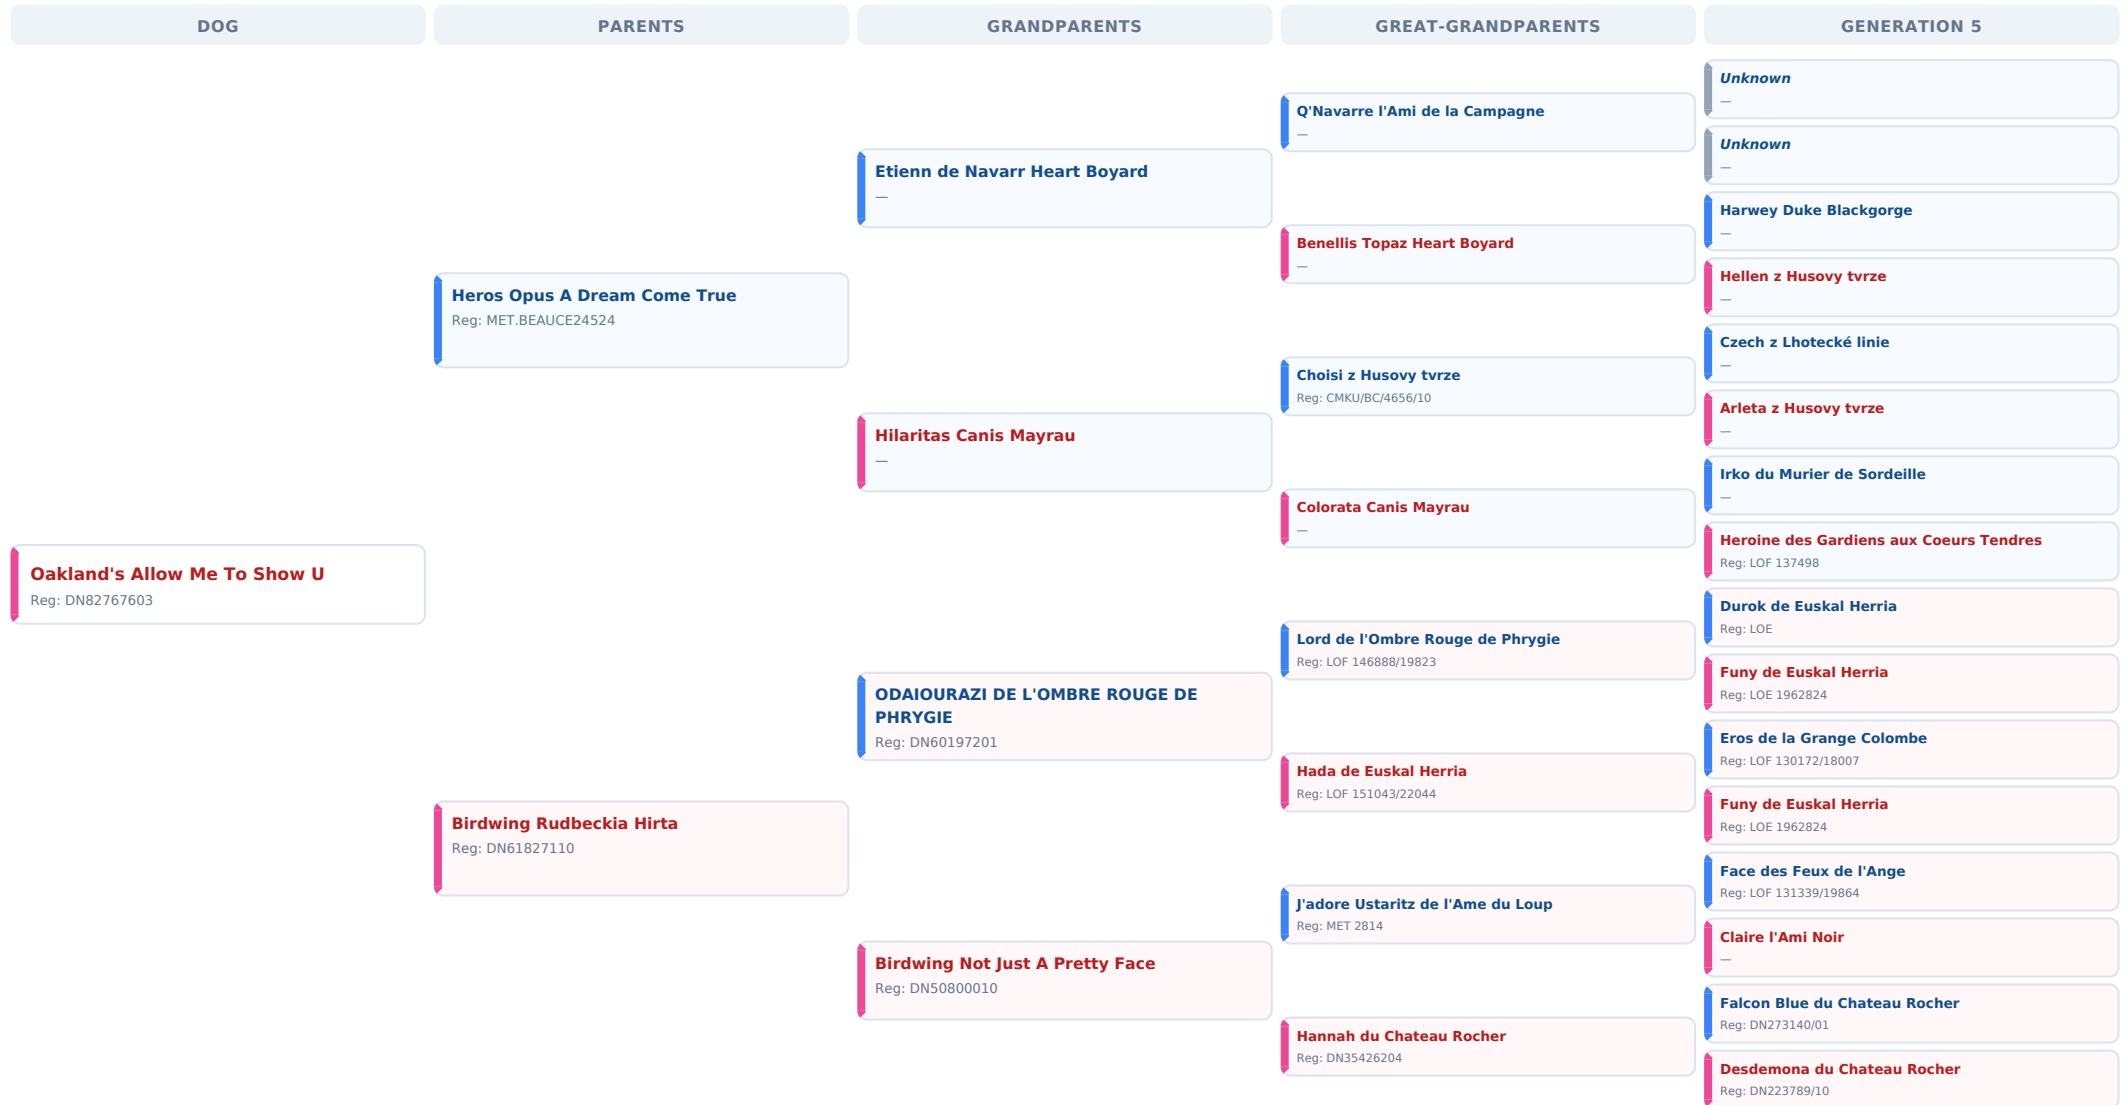 DOG
PARENTS
GRANDPARENTS
GREAT-GRANDPARENTS
GENERATION 5
Oakland's Allow Me To Show U
Reg: DN82767603
Heros Opus A Dream Come True
Reg: MET.BEAUCE24524
Birdwing Rudbeckia Hirta
Reg: DN61827110
Etienn de Navarr Heart Boyard
—
Hilaritas Canis Mayrau
—
ODAIOURAZI DE L'OMBRE ROUGE DE
PHRYGIE
Reg: DN60197201
Birdwing Not Just A Pretty Face
Reg: DN50800010
Q'Navarre l'Ami de la Campagne
—
Benellis Topaz Heart Boyard
—
Choisi z Husovy tvrze
Reg: CMKU/BC/4656/10
Colorata Canis Mayrau
—
Lord de l'Ombre Rouge de Phrygie
Reg: LOF 146888/19823
Hada de Euskal Herria
Reg: LOF 151043/22044
J'adore Ustaritz de l'Ame du Loup
Reg: MET 2814
Hannah du Chateau Rocher
Reg: DN35426204
Unknown
—
Unknown
—
Harwey Duke Blackgorge
—
Hellen z Husovy tvrze
—
Czech z Lhotecké linie
—
Arleta z Husovy tvrze
—
Irko du Murier de Sordeille
—
Heroine des Gardiens aux Coeurs Tendres
Reg: LOF 137498
Durok de Euskal Herria
Reg: LOE
Funy de Euskal Herria
Reg: LOE 1962824
Eros de la Grange Colombe
Reg: LOF 130172/18007
Funy de Euskal Herria
Reg: LOE 1962824
Face des Feux de l'Ange
Reg: LOF 131339/19864
Claire l'Ami Noir
—
Falcon Blue du Chateau Rocher
Reg: DN273140/01
Desdemona du Chateau Rocher
Reg: DN223789/10